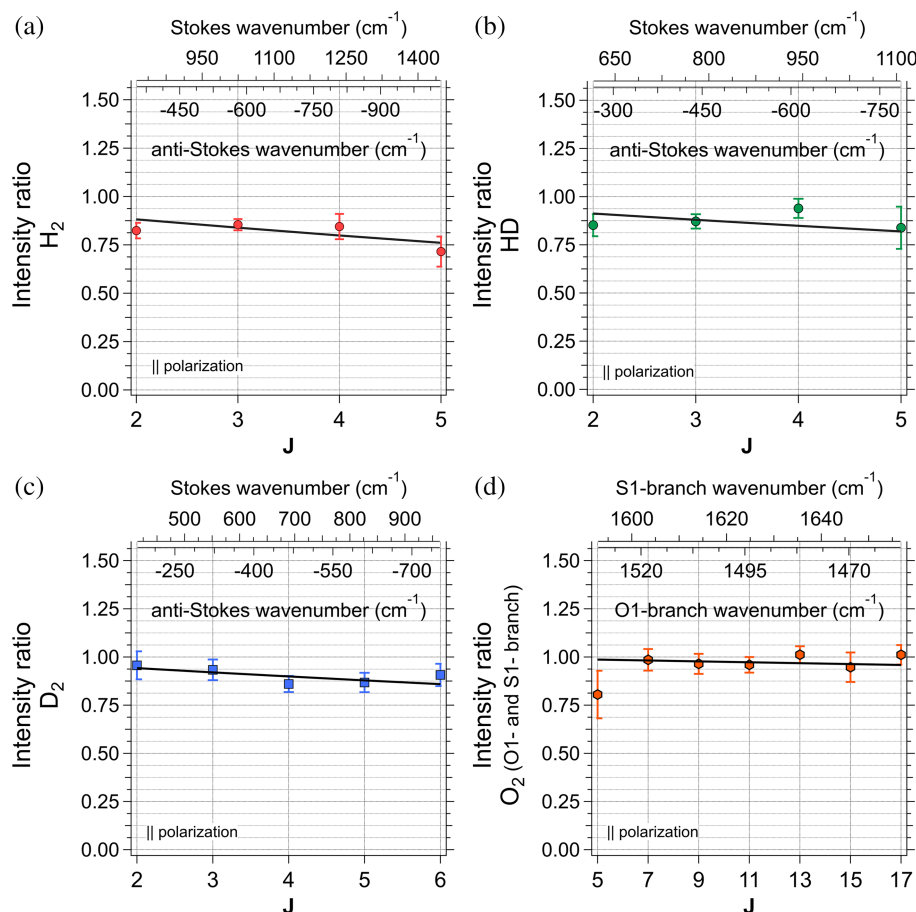 (a)
Stokes wavenumber (cm-1)
950 1100 1250 1400
-450 -600 -750 -900
anti-Stokes wavenumber (cm-1)
1.50
1.25
1.00
0.75
0.50
0.25
0.00
Intensity ratio
H2
|| polarization
2 3 4 5
J
(b)
Stokes wavenumber (cm-1)
650 800 950 1100
-300 -450 -600 -750
anti-Stokes wavenumber (cm-1)
1.50
1.25
1.00
0.75
0.50
0.25
0.00
Intensity ratio
HD
|| polarization
2 3 4 5
J
(c)
Stokes wavenumber (cm-1)
500 600 700 800 900
-250 -400 -550 -700
anti-Stokes wavenumber (cm-1)
1.50
1.25
1.00
0.75
0.50
0.25
0.00
Intensity ratio
D2
|| polarization
2 3 4 5 6
J
(d)
S1-branch wavenumber (cm-1)
1600 1620 1640
1520 1495 1470
O1-branch wavenumber (cm-1)
1.50
1.25
1.00
0.75
0.50
0.25
0.00
Intensity ratio
O2 (O1- and S1- branch)
|| polarization
5 7 9 11 13 15 17
J